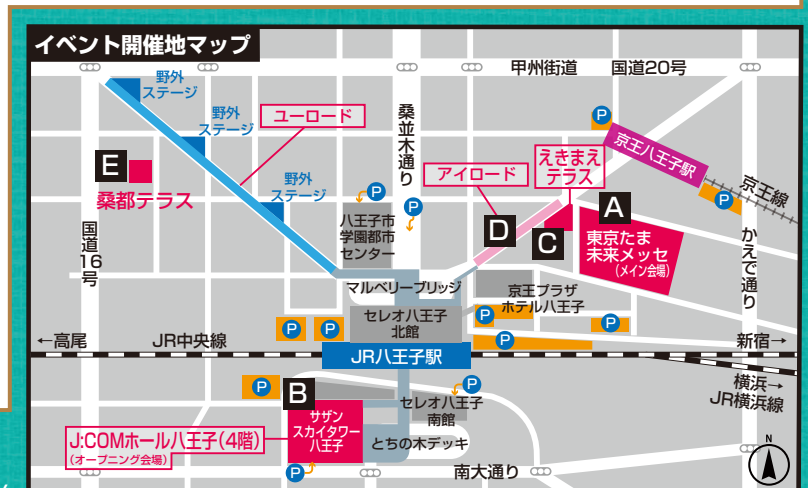 イベント開催地マップ
甲州街道 国道20号
野外
ステージ
野外
ステージ
野外
ステージ
ユーロード
桑並木通り
P
京王八王子駅
京王線
P
えきまえ
テラス
アイロード
E
桑都テラス
国道16号
P
P
八王子市
学園都市
センター
D
C
A
東京たま
未来メッセ
(メイン会場)
かえで通り
マルベリーブリッジ
京王プラザ
ホテル八王子
セレオ八王子
北館
P
P
P
P
P
←高尾
JR中央線
JR八王子駅
新宿→
横浜→
JR横浜線
P
B
サザン
スカイタワー
八王子
P
セレオ八王子
南館
とちの木デッキ
J:COMホール八王子(4階)
(オープニング会場)
P
南大通り
N